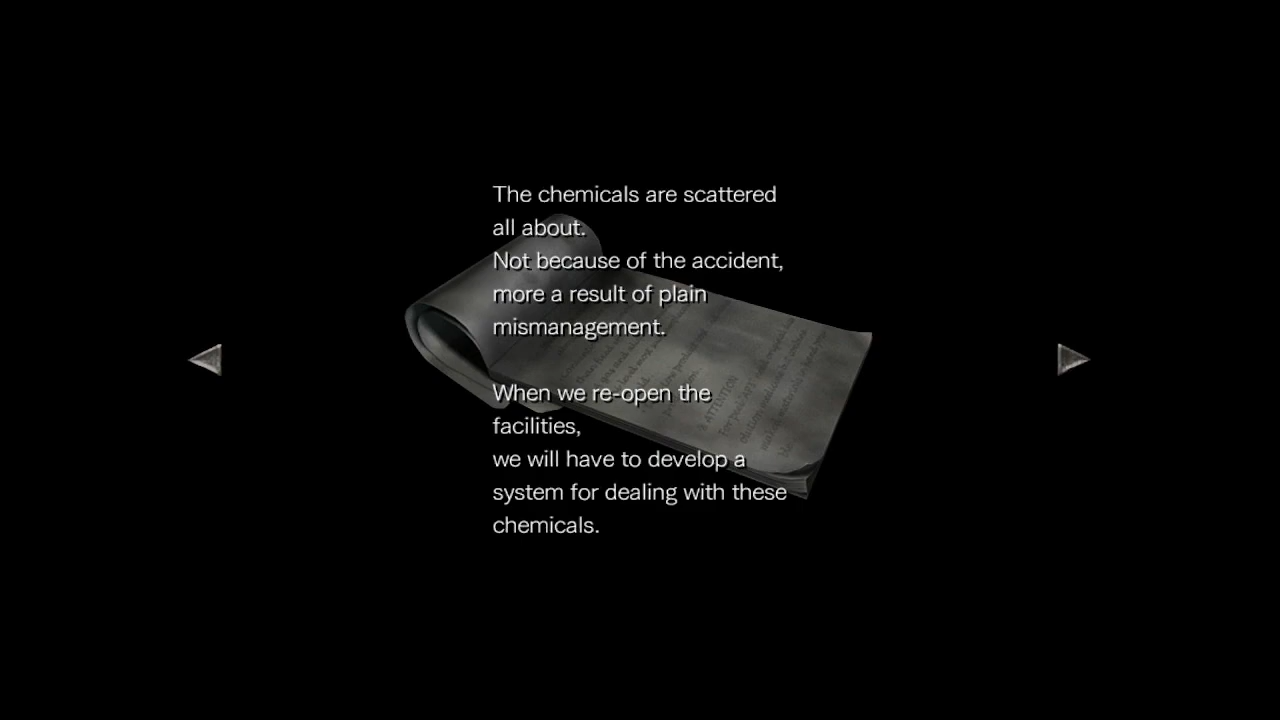 The chemicals are scattered
all about.
Not because of the accident,
more a result of plain
mismanagement.
When we re-open the
facilities,
we will have to develop a
system for dealing with these
chemicals.
ATTENTION